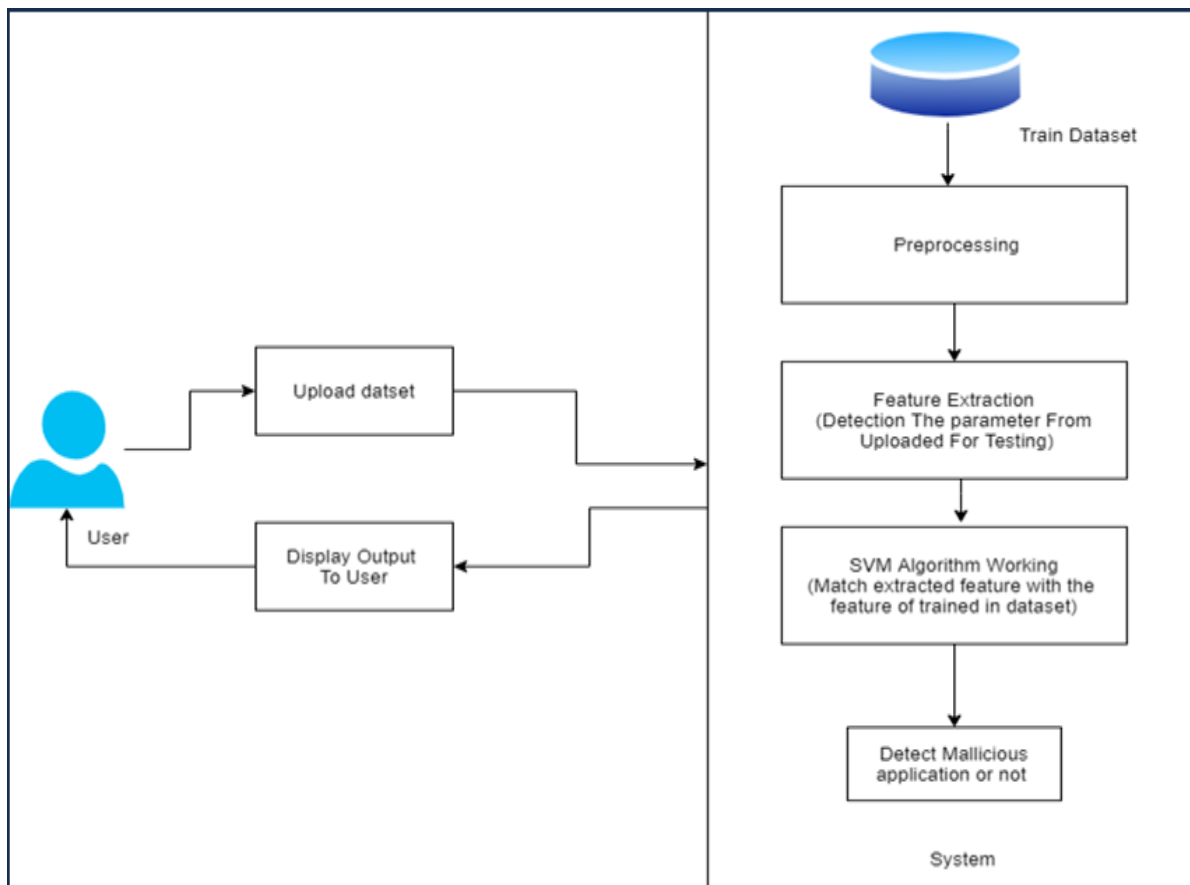 Upload datset
User
Display Output
To User
Train Dataset
Preprocessing
Feature Extraction
(Detection The parameter From
Uploaded For Testing)
SVM Algorithm Working
(Match extracted feature with the
feature of trained in dataset)
Detect Mallicious
application or not
System